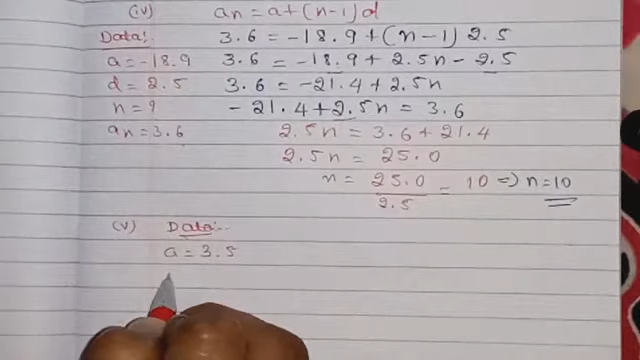 (iv) an = a + (n-1) d
Data: 3.6 = -18.9 + (n-1) 2.5
a = -18.9 3.6 = -18.9 + 2.5n - 2.5
d = 2.5 3.6 = -21.4 + 2.5n
n = 9 -21.4 + 2.5n = 3.6
an = 3.6 2.5n = 3.6 + 21.4
2.5n = 25.0
n = 25.0 = 10 => n = 10
2.5
(v) Data:-
a = 3.5